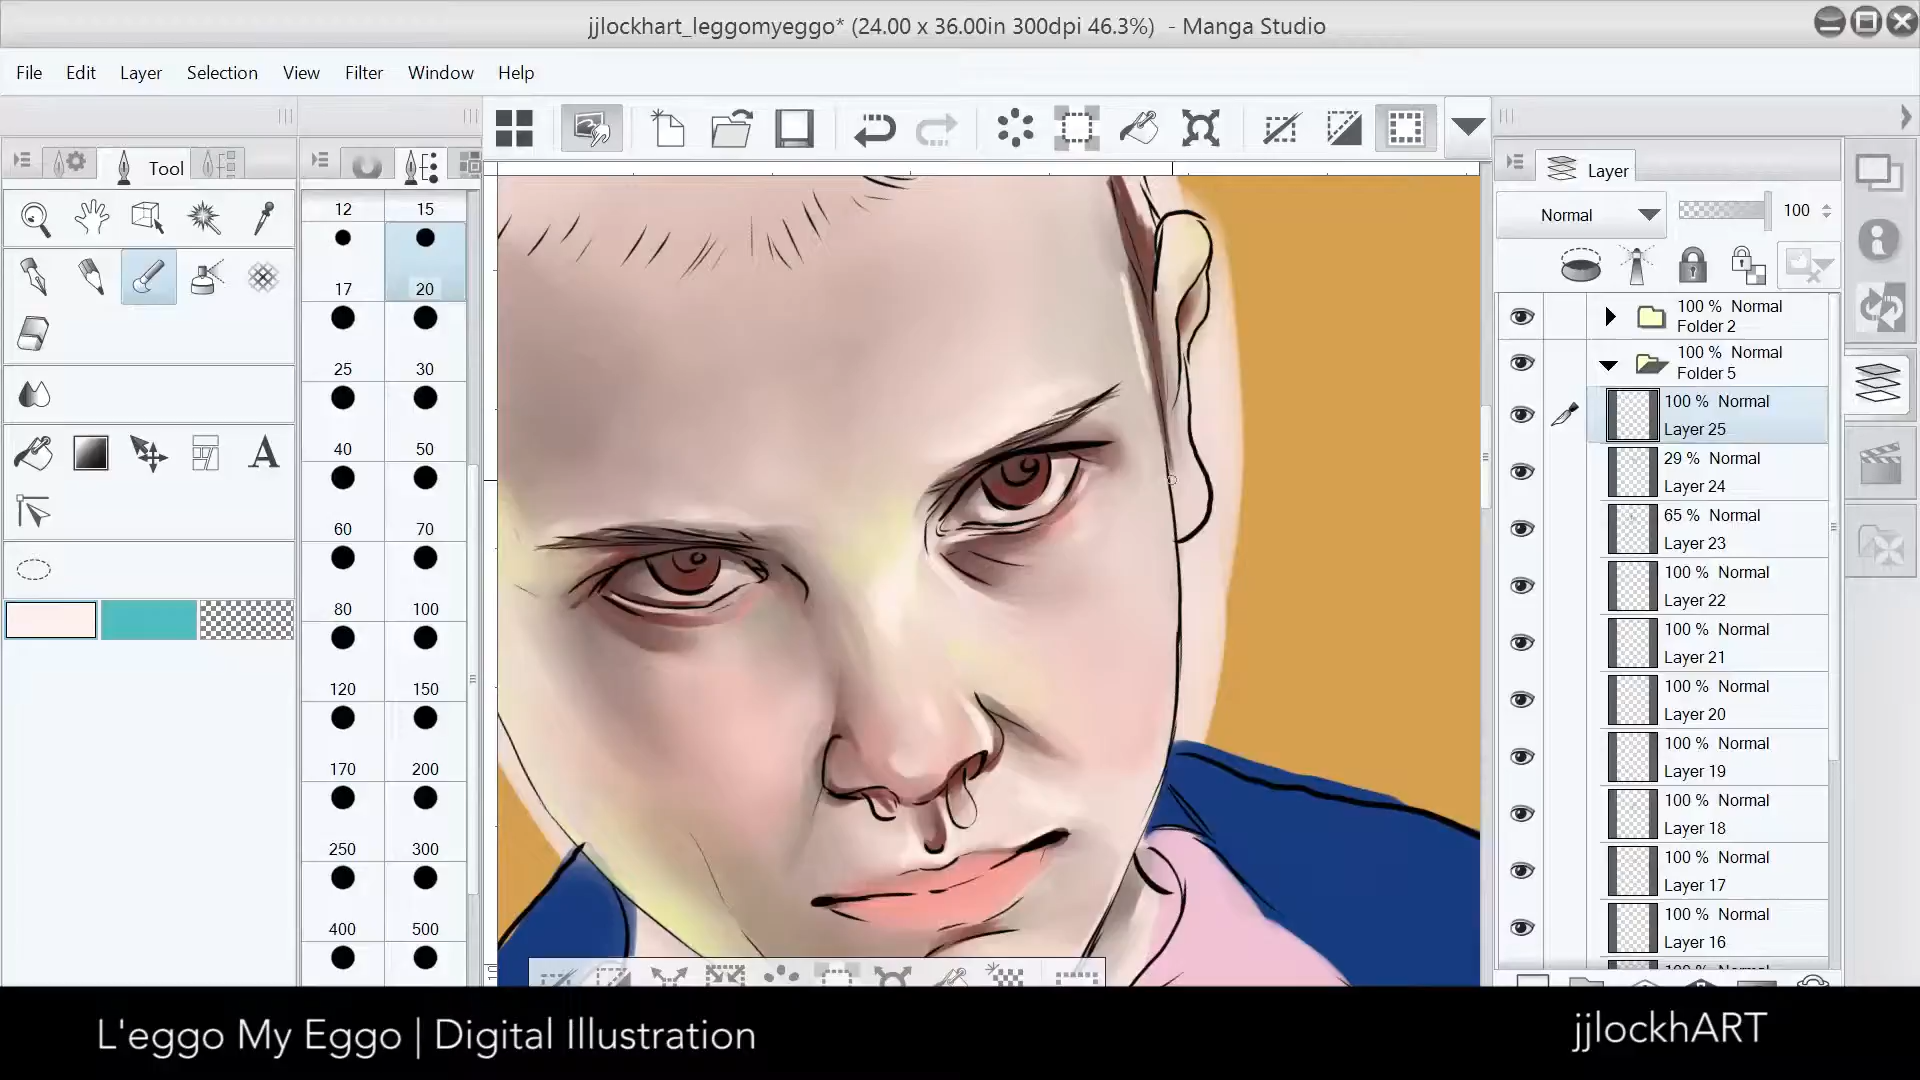 jjlockhart_leggomyeggo* (24.00 x 36.00in 300dpi 46.3%) - Manga Studio
File Edit Layer Selection View Filter Window Help
Tool
Layer
12 15
17 20
25 30
40 50
60 70
80 100
120 150
170 200
250 300
400 500
Normal 100
100 % Normal
Folder 2
100 % Normal
Folder 5
100 % Normal
Layer 25
29 % Normal
Layer 24
65 % Normal
Layer 23
100 % Normal
Layer 22
100 % Normal
Layer 21
100 % Normal
Layer 20
100 % Normal
Layer 19
100 % Normal
Layer 18
100 % Normal
Layer 17
100 % Normal
Layer 16
L'eggo My Eggo | Digital Illustration
jjlockhART